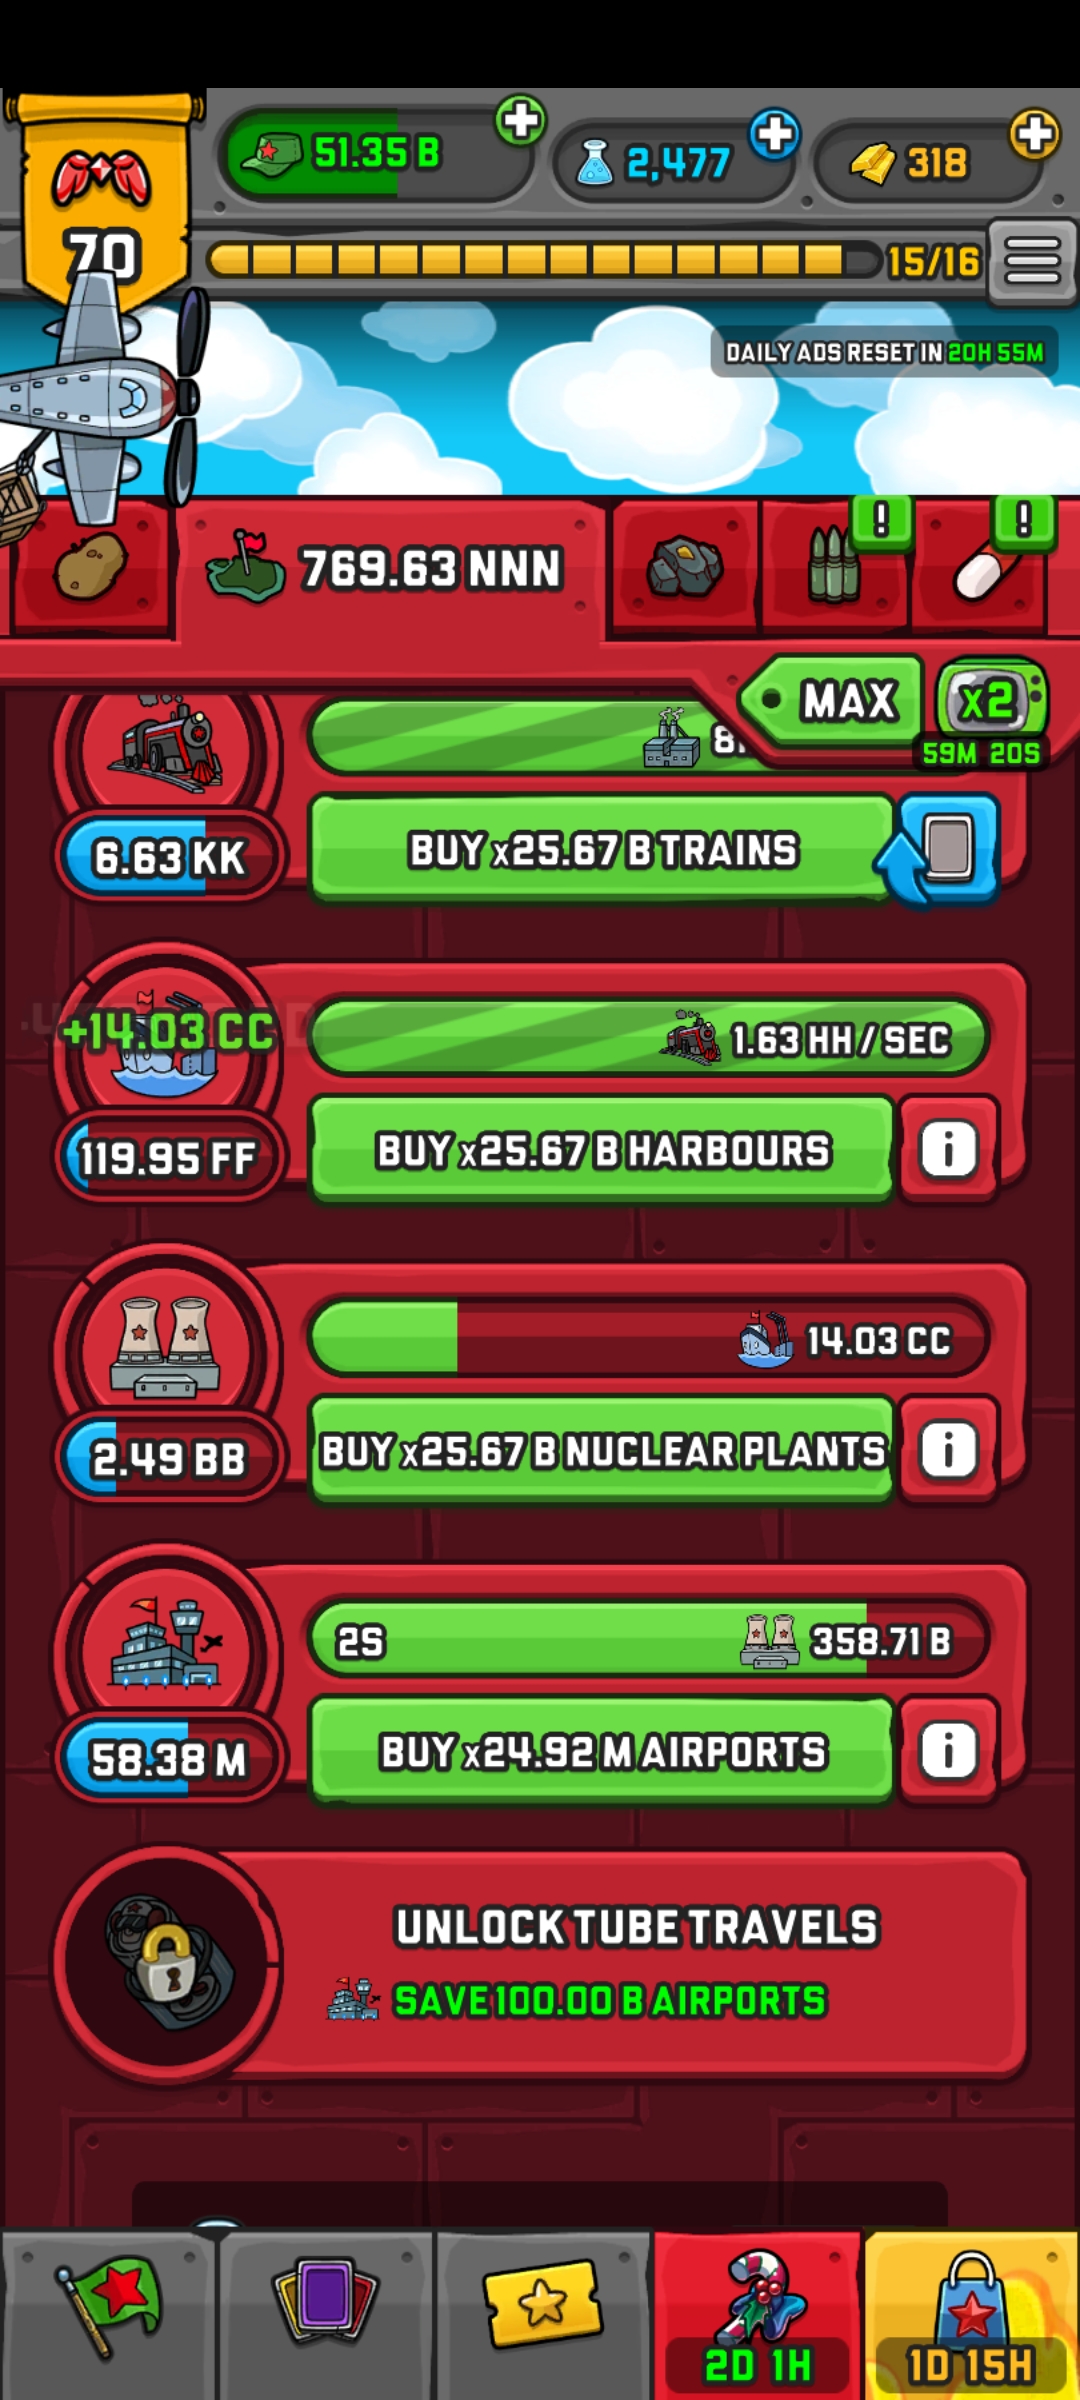 51.35 B
2,477
318
70
15/16
DAILY ADS RESET IN 20H 55M
769.63 NNN
!
!
MAX
x2
59M 20S
6.63 KK
BUY x25.67 B TRAINS
+14.03 CC
1.63 HH / SEC
119.95 FF
BUY x25.67 B HARBOURS
i
14.03 CC
2.49 BB
BUY x25.67 B NUCLEAR PLANTS
i
2S
358.71 B
58.38 M
BUY x24.92 M AIRPORTS
i
UNLOCK TUBE TRAVELS
SAVE 100.00 B AIRPORTS
2D 1H
1D 15H